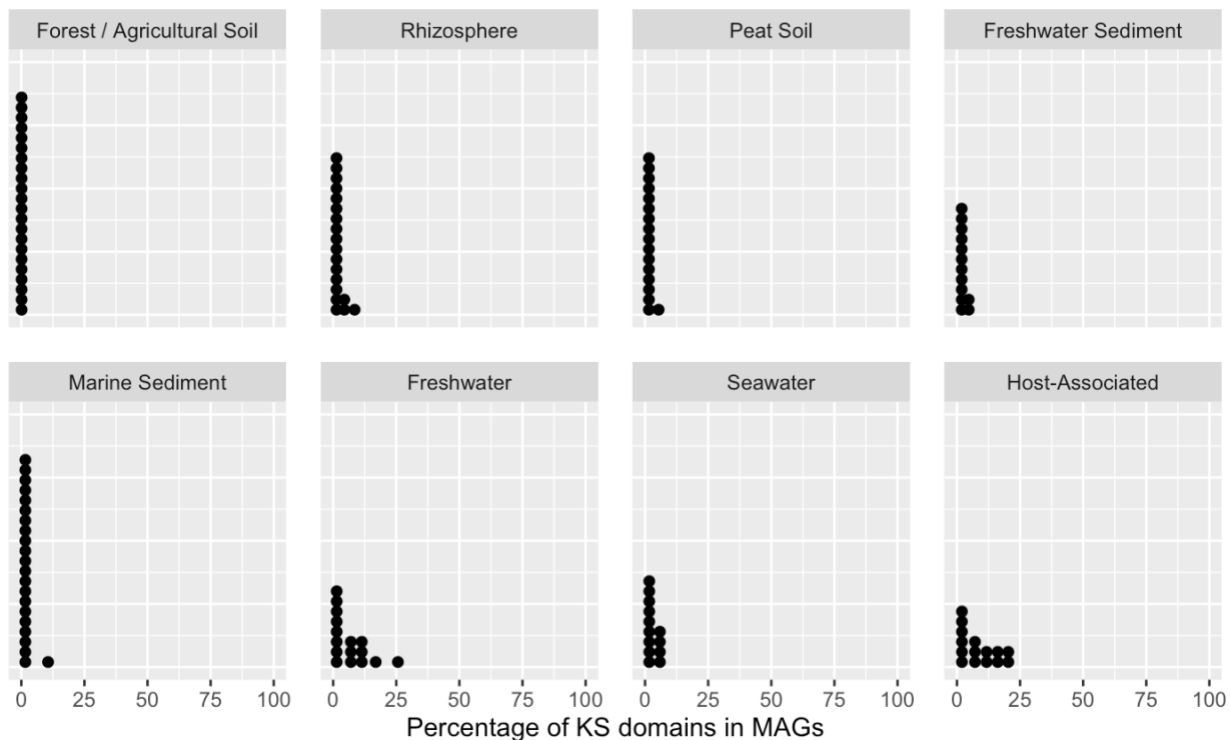 Forest / Agricultural Soil
Rhizosphere
Peat Soil
Freshwater Sediment
Marine Sediment
Freshwater
Seawater
Host-Associated
0 25 50 75 100
0 25 50 75 100
0 25 50 75 100
0 25 50 75 100
Percentage of KS domains in MAGs